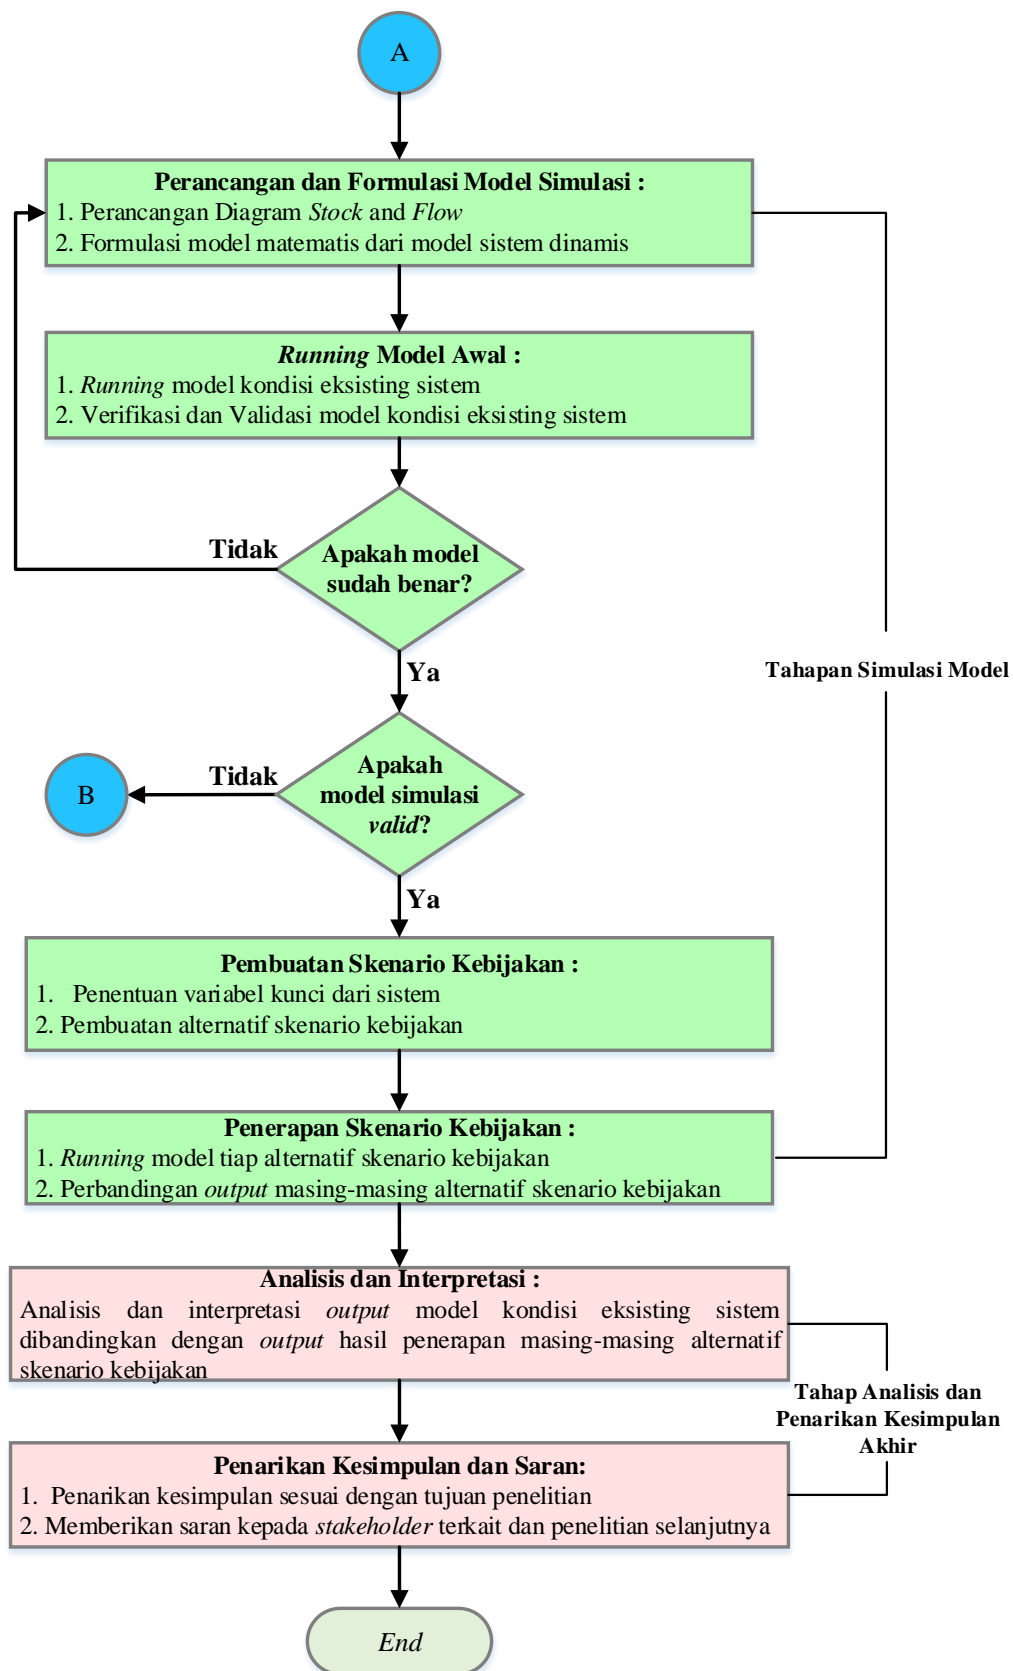 A
Perancangan dan Formulasi Model Simulasi :
1. Perancangan Diagram Stock and Flow
2. Formulasi model matematis dari model sistem dinamis
Running Model Awal :
1. Running model kondisi eksisting sistem
2. Verifikasi dan Validasi model kondisi eksisting sistem
Tidak
Apakah model
sudah benar?
Ya
Tahapan Simulasi Model
B
Tidak
Apakah
model simulasi
valid?
Ya
Pembuatan Skenario Kebijakan :
1. Penentuan variabel kunci dari sistem
2. Pembuatan alternatif skenario kebijakan
Penerapan Skenario Kebijakan :
1. Running model tiap alternatif skenario kebijakan
2. Perbandingan output masing-masing alternatif skenario kebijakan
Analisis dan Interpretasi :
Analisis dan interpretasi output model kondisi eksisting sistem
dibandingkan dengan output hasil penerapan masing-masing alternatif
skenario kebijakan
Tahap Analisis dan
Penarikan Kesimpulan
Akhir
Penarikan Kesimpulan dan Saran:
1. Penarikan kesimpulan sesuai dengan tujuan penelitian
2. Memberikan saran kepada stakeholder terkait dan penelitian selanjutnya
End